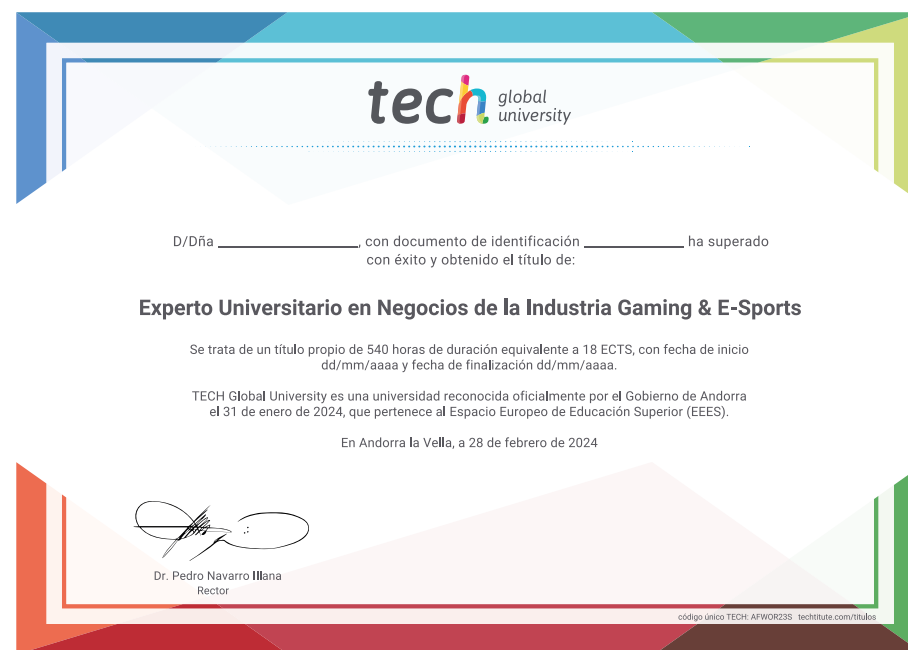 tech global university
D/Dña ____________, con documento de identificación ____________ ha superado
con éxito y obtenido el título de:
Experto Universitario en Negocios de la Industria Gaming & E-Sports
Se trata de un título propio de 540 horas de duración equivalente a 18 ECTS, con fecha de inicio
dd/mm/aaaa y fecha de finalización dd/mm/aaaa.
TECH Global University es una universidad reconocida oficialmente por el Gobierno de Andorra
el 31 de enero de 2024, que pertenece al Espacio Europeo de Educación Superior (EEES).
En Andorra la Vella, a 28 de febrero de 2024
Dr. Pedro Navarro Illana
Rector
código único TECH: AFWOR23S techtitute.com/titulos